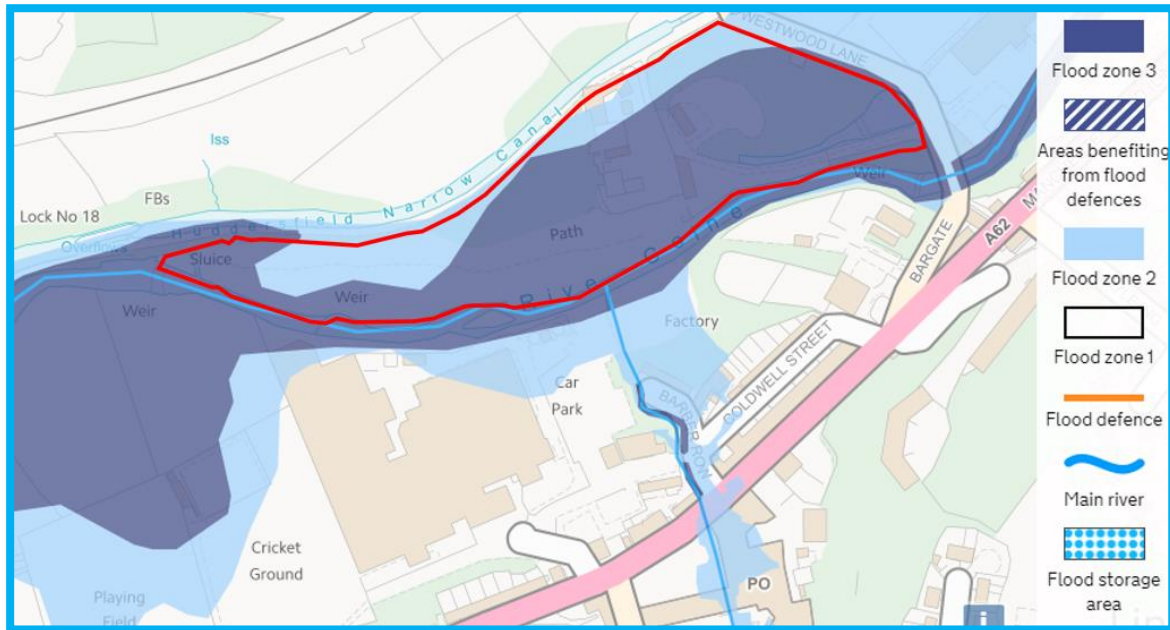 WESTWOOD LANE
Iss
Huddersfield Narrow Canal
FBs
Lock No 18
Overflows
Sluice
Path
Weir
Weir
Weir
River Colne
BARGATE
A62
Factory
COLDWELL STREET
Car
Park
Cricket
Ground
Playing
Field
PO
i
Flood zone 3
Areas benefiting
from flood
defences
Flood zone 2
Flood zone 1
Flood defence
Main river
Flood storage
area